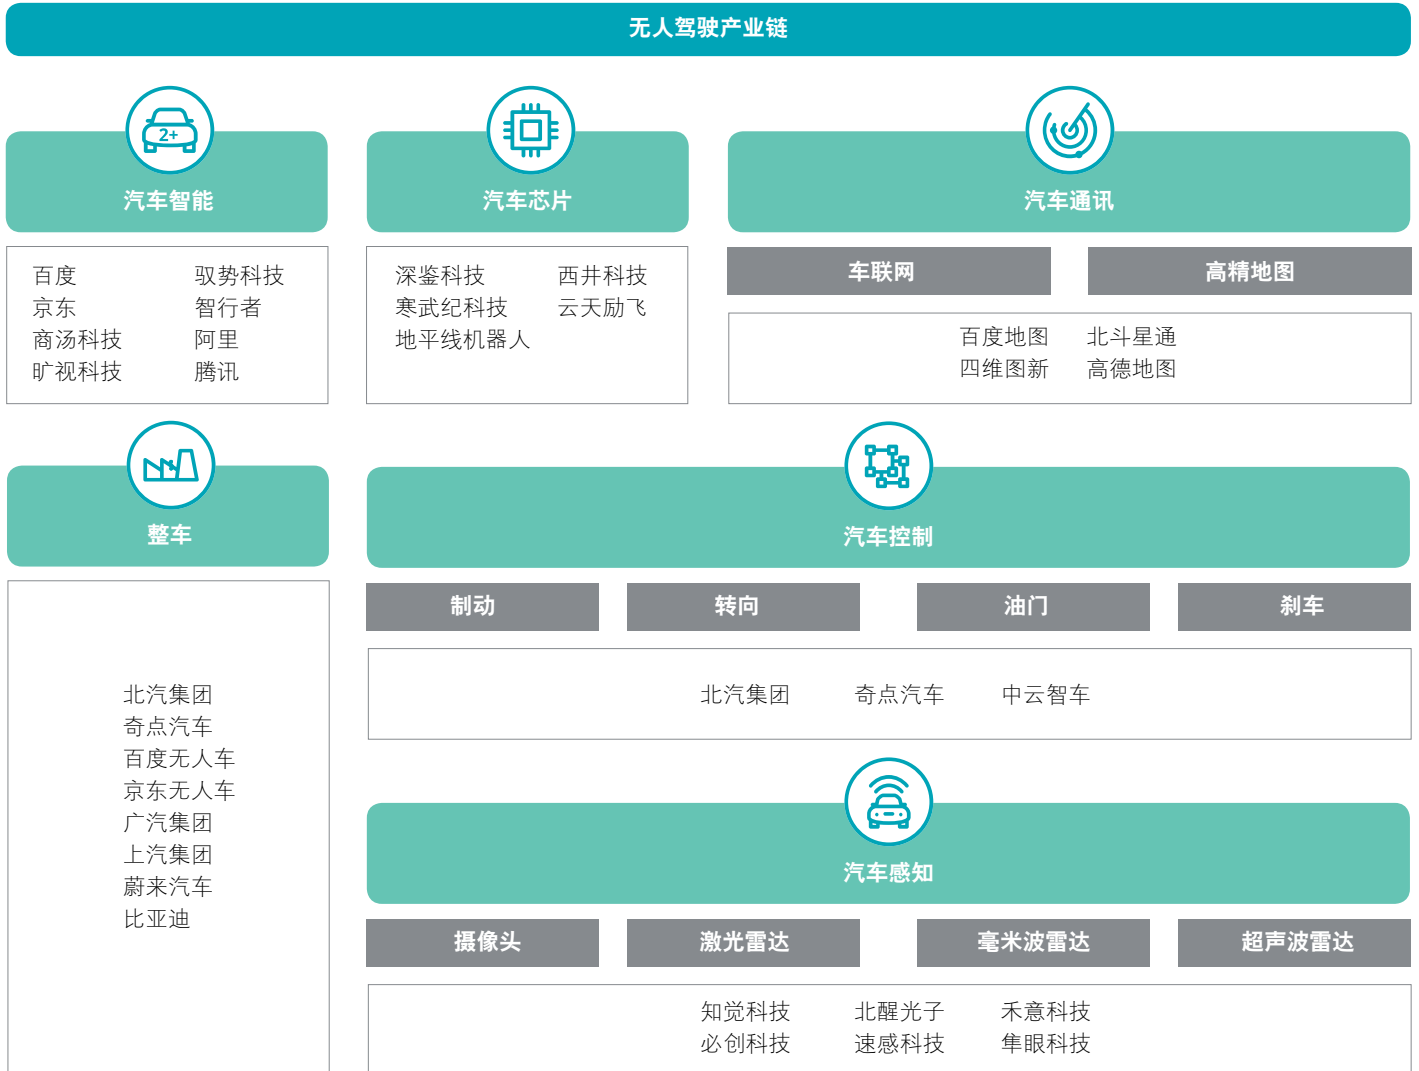 无人驾驶产业链
2+
汽车智能
汽车芯片
汽车通讯
百度 驭势科技
京东 智行者
商汤科技 阿里
旷视科技 腾讯
深鉴科技 西井科技
寒武纪科技 云天励飞
地平线机器人
车联网 高精地图
百度地图 北斗星通
四维图新 高德地图
整车
北汽集团
奇点汽车
百度无人车
京东无人车
广汽集团
上汽集团
蔚来汽车
比亚迪
汽车控制
制动 转向 油门 刹车
北汽集团 奇点汽车 中云智车
汽车感知
摄像头 激光雷达 毫米波雷达 超声波雷达
知觉科技 北醒光子 禾意科技
必创科技 速感科技 隼眼科技